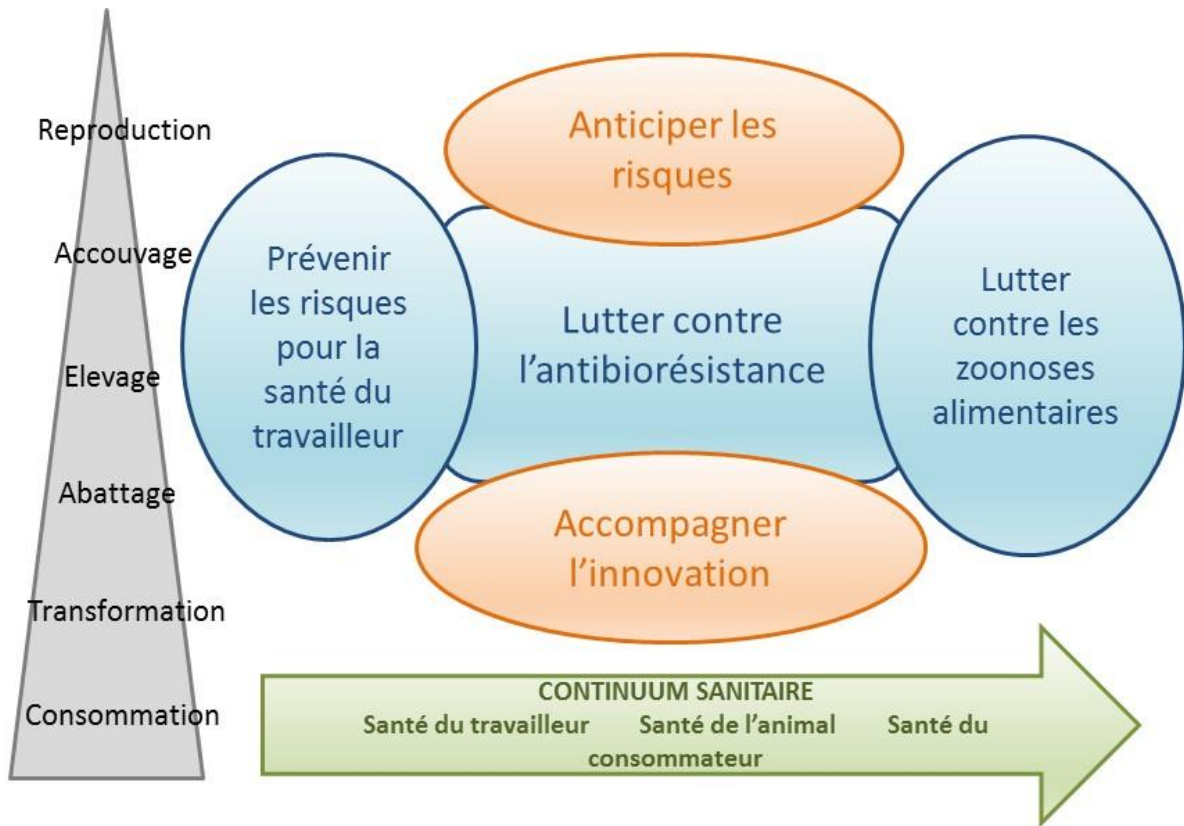 Reproduction
Accouvage
Elevage
Abattage
Transformation
Consommation
Prévenir
les risques
pour la
santé du
travailleur
Anticiper les
risques
Lutter contre
l'antibiorésistance
Accompagner
l'innovation
Lutter
contre les
zoonoses
alimentaires
CONTINUUM SANITAIRE
Santé du travailleur Santé de l'animal Santé du
consommateur